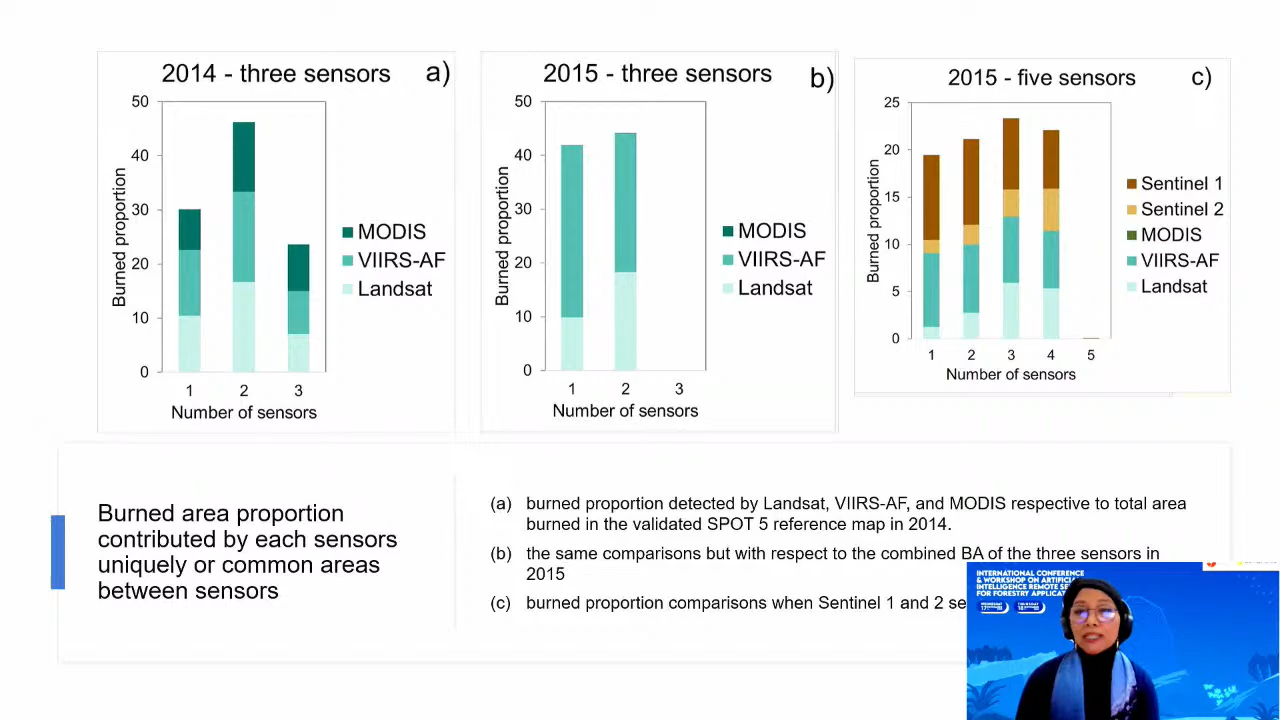 2014 - three sensors a)
50
40
30
20
10
0
Burned proportion
1 2 3
Number of sensors
MODIS
VIIRS-AF
Landsat
2015 - three sensors b)
50
40
30
20
10
0
Burned proportion
1 2 3
Number of sensors
MODIS
VIIRS-AF
Landsat
2015 - five sensors c)
25
20
15
10
5
0
Burned proportion
1 2 3 4 5
Number of sensors
Sentinel 1
Sentinel 2
MODIS
VIIRS-AF
Landsat
Burned area proportion
contributed by each sensors
uniquely or common areas
between sensors
(a) burned proportion detected by Landsat, VIIRS-AF, and MODIS respective to total area
burned in the validated SPOT 5 reference map in 2014.
(b) the same comparisons but with respect to the combined BA of the three sensors in
2015
(c) burned proportion comparisons when Sentinel 1 and 2 se
INTERNATIONAL CONFERENCE
& WORKSHOP ON
INTELLIGENCE REMOTE
FOR FORESTRY
WEDNESDAY
17
THURSDAY
18